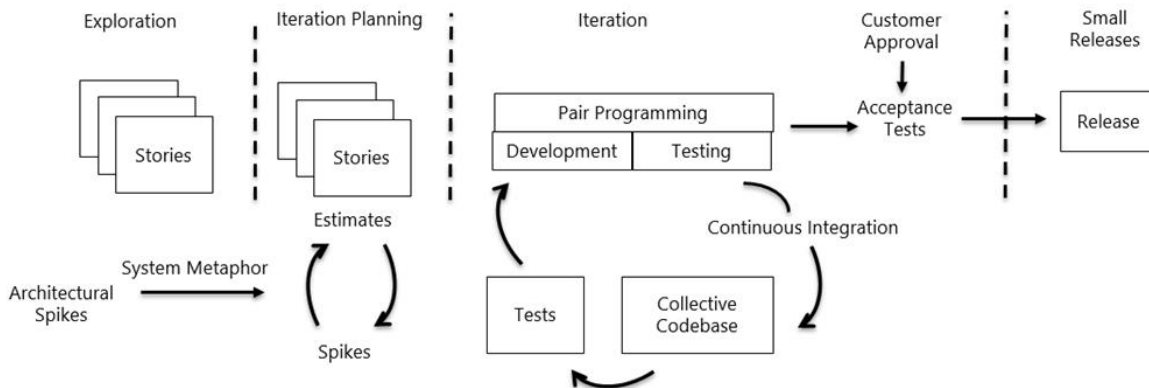 Exploration
Iteration Planning
Iteration
Customer
Approval
Small
Releases
Stories
Stories
Pair Programming
Development
Testing
Acceptance
Tests
Release
Estimates
Continuous Integration
System Metaphor
Architectural
Spikes
Spikes
Tests
Collective
Codebase